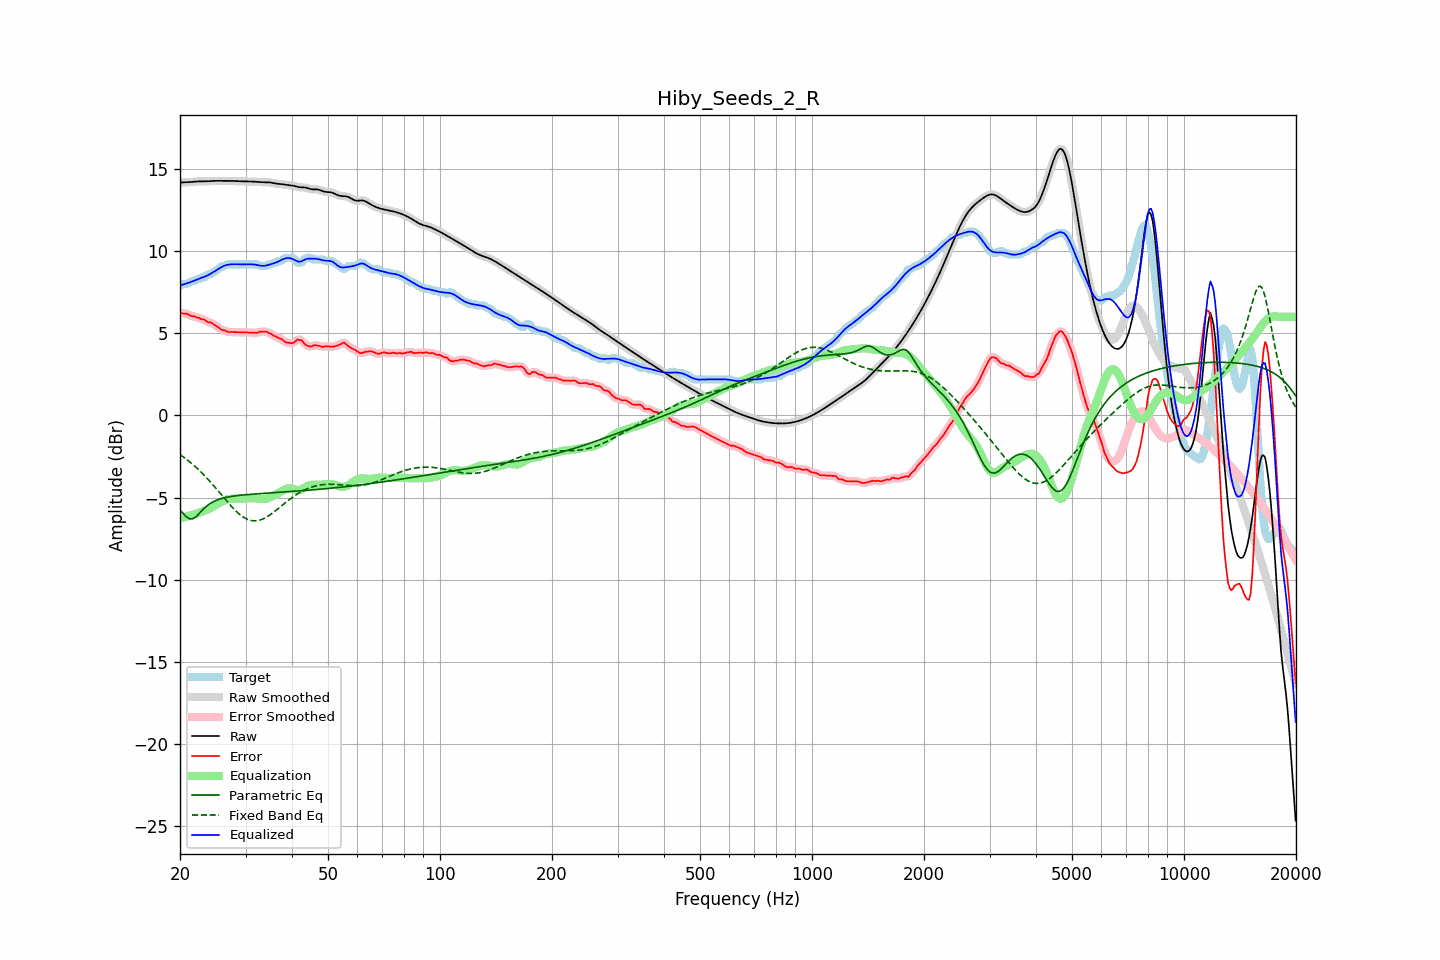 Hiby_Seeds_2_R
Amplitude (dBr)
15
10
5
0
−5
−10
−15
−20
−25
Target
Raw Smoothed
Error Smoothed
Raw
Error
Equalization
Parametric Eq
Fixed Band Eq
Equalized
20 50 100 200 500 1000 2000 5000 10000 20000
Frequency (Hz)